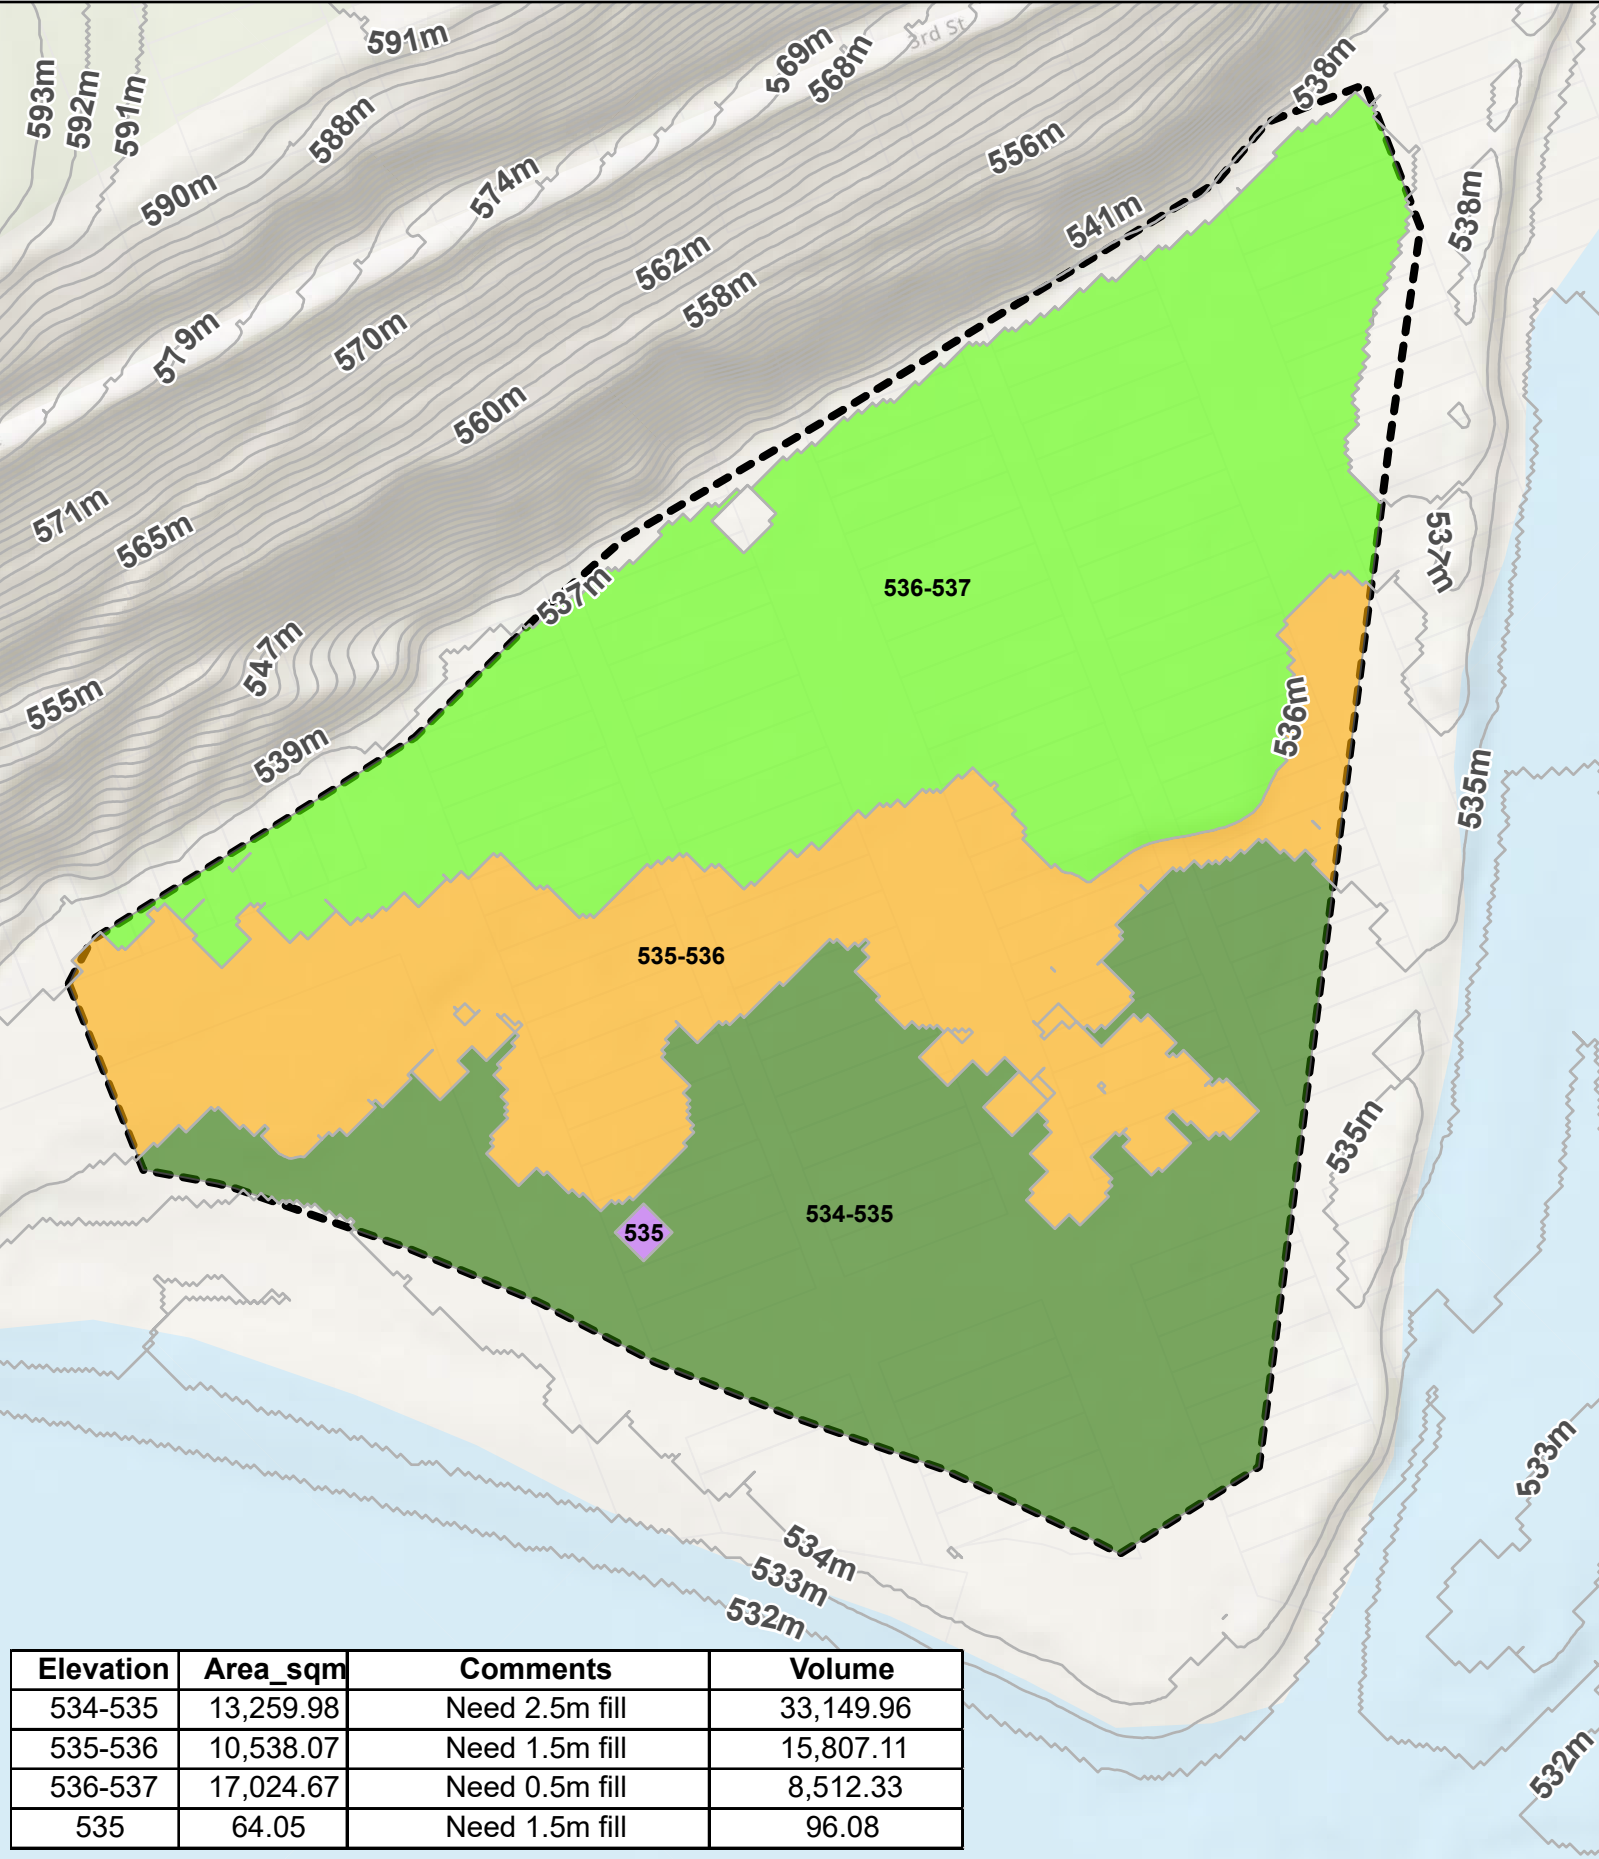 591m
569m
568m
3rd St
538m
593m
592m
591m
588m
590m
574m
556m
538m
541m
562m
558m
579m
570m
560m
571m
565m
537m
537m
536-537
547m
555m
539m
536m
535m
535-536
535m
534-535
535
533m
534m
533m
532m
532m
Elevation Area_sqm Comments Volume
534-535 13,259.98 Need 2.5m fill 33,149.96
535-536 10,538.07 Need 1.5m fill 15,807.11
536-537 17,024.67 Need 0.5m fill 8,512.33
535 64.05 Need 1.5m fill 96.08